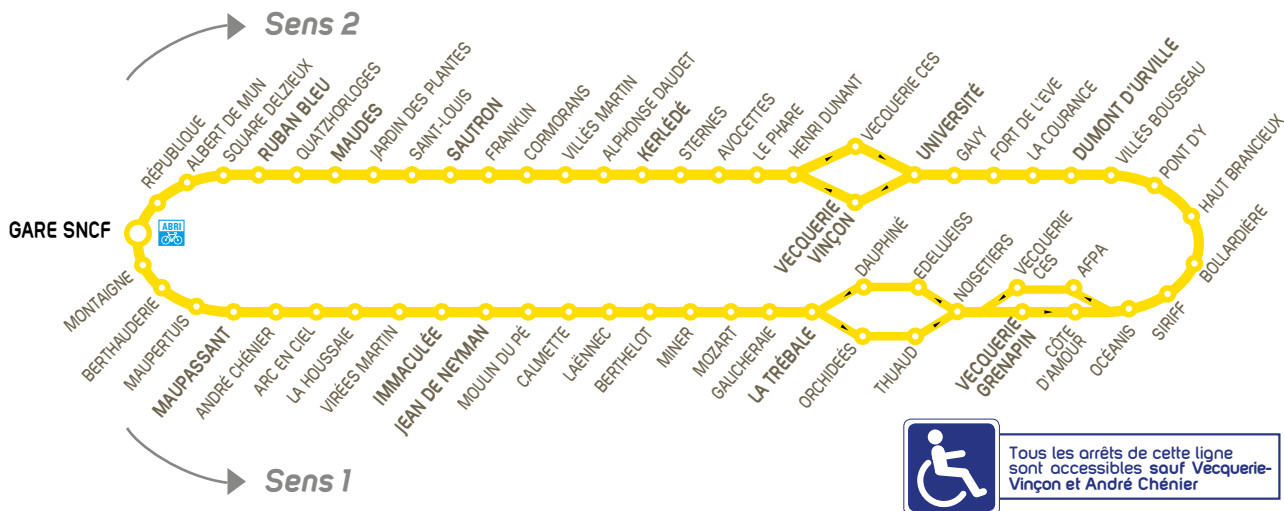 Sens 2
RÉPUBLIQUE
ALBERT DE MUN
SQUARE DELZIEUX
RUBAN BLEU
QUATZHORLOGES
MAUDES
JARDIN DES PLANTES
SAINT-LOUIS
SAUTRON
FRANKLIN
CORMORANS
VILLÈS MARTIN
ALPHONSE DAUDET
KERLÉDÉ
STERNES
AVOCETTES
LE PHARE
HENRI DUNANT
VECQUERIE CES
UNIVERSITÉ
GAVY
FORT DE L'EVE
LA COURANCE
DUMONT D'URVILLE
VILLÈS BOUSSEAU
PONT D'Y
HAUT BRANCIEUX
GARE SNCF
ABRI
VECQUERIE
VINÇON
DAUPHINÉ
EDELWEISS
NOISETIERS
VECQUERIE
CES
AFPA
BOLLARDIÈRE
MONTAIGNE
BERTHAUDERIE
MAUPERTUIS
MAUPASSANT
ANDRÉ CHÉNIER
ARC EN CIEL
LA HOUSSAIE
VIRÉES MARTIN
IMMACULÉE
JEAN DE NEYMAN
MOULIN DU PÉ
CALMETTE
LAËNNEC
BERTHELOT
MINER
MOZART
GALICHERAIE
LA TRÉBALE
ORCHIDEÉS
THUAUD
VECQUERIE
GRENAPIN
CÔTE
D'AMOUR
OCÉANIS
SIRIFF
Sens 1
Tous les arrêts de cette ligne
sont accessibles sauf Vecquerie-
Vinçon et André Chénier